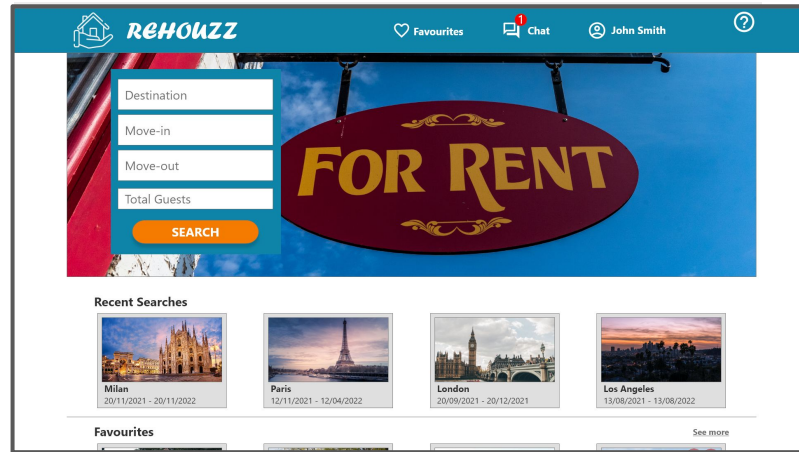 REHOUZZ
Favourites
1
Chat
John Smith
?
Destination
Move-in
Move-out
Total Guests
SEARCH
FOR RENT
Recent Searches
Milan
20/11/2021 - 20/11/2022
Paris
12/11/2021 - 12/04/2022
London
20/09/2021 - 20/12/2021
Los Angeles
13/08/2021 - 13/08/2022
Favourites
See more